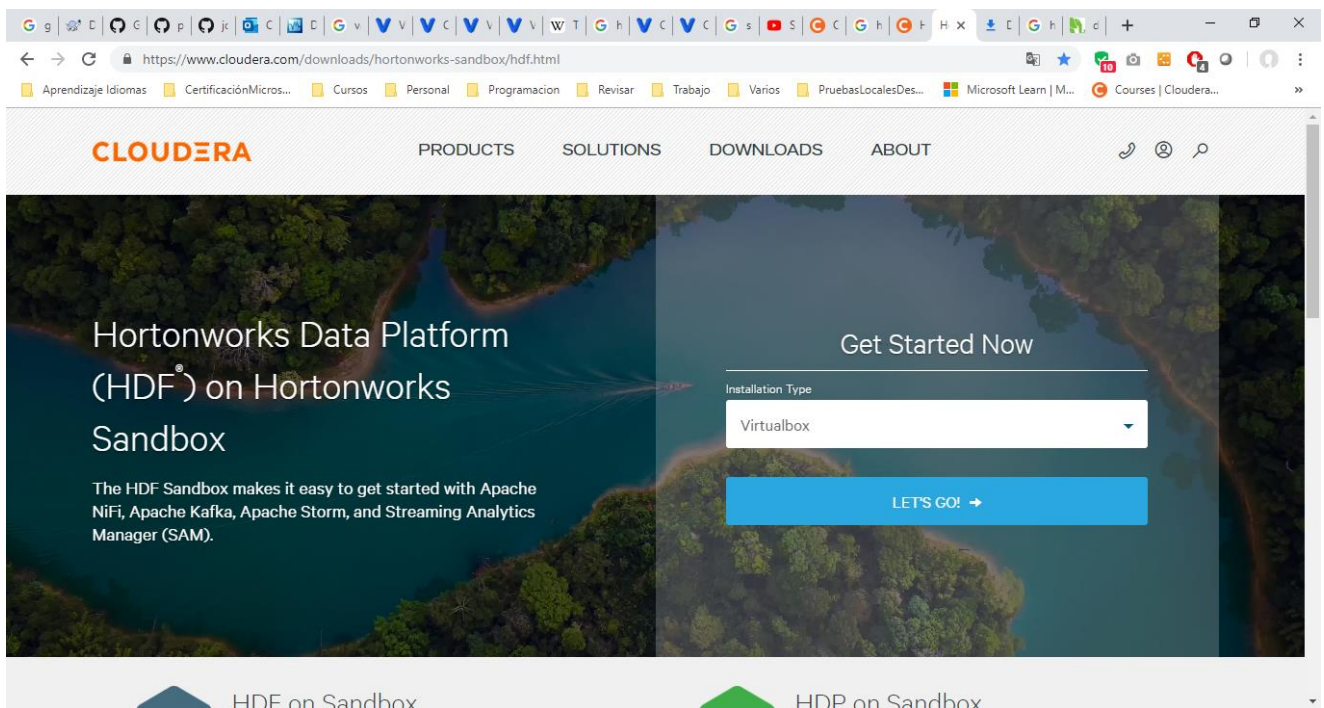 G g D G p jc C D G v. V V V C V V V V W T G h V C V C G s S C G h H H D G h d
https://www.cloudera.com/downloads/hortonworks-sandbox/hdf.html
10
4
Aprendizaje Idiomas CertificaciónMicros... Cursos Personal Programacion Revisar Trabajo Varios PruebasLocalesDes... Microsoft Learn | M... Courses | Cloudera... »
CLOUDERA PRODUCTS SOLUTIONS DOWNLOADS ABOUT
Hortonworks Data Platform
(HDF®) on Hortonworks
Sandbox
The HDF Sandbox makes it easy to get started with Apache
NiFi, Apache Kafka, Apache Storm, and Streaming Analytics
Manager (SAM).
Get Started Now
Installation Type
Virtualbox
LET'S GO! →
HDF on Sandbox
HDP on Sandbox